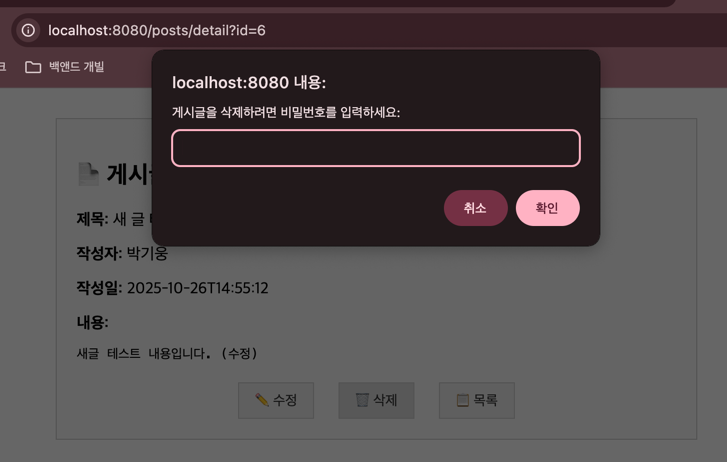 localhost:8080/posts/detail?id=6
크
백앤드 개발
localhost:8080 내용:
게시글을 삭제하려면 비밀번호를 입력하세요:
취소
확인
제목: 새 글
작성자: 박기웅
작성일: 2025-10-26T14:55:12
내용:
새글 테스트 내용입니다. (수정)
수정
삭제
목록